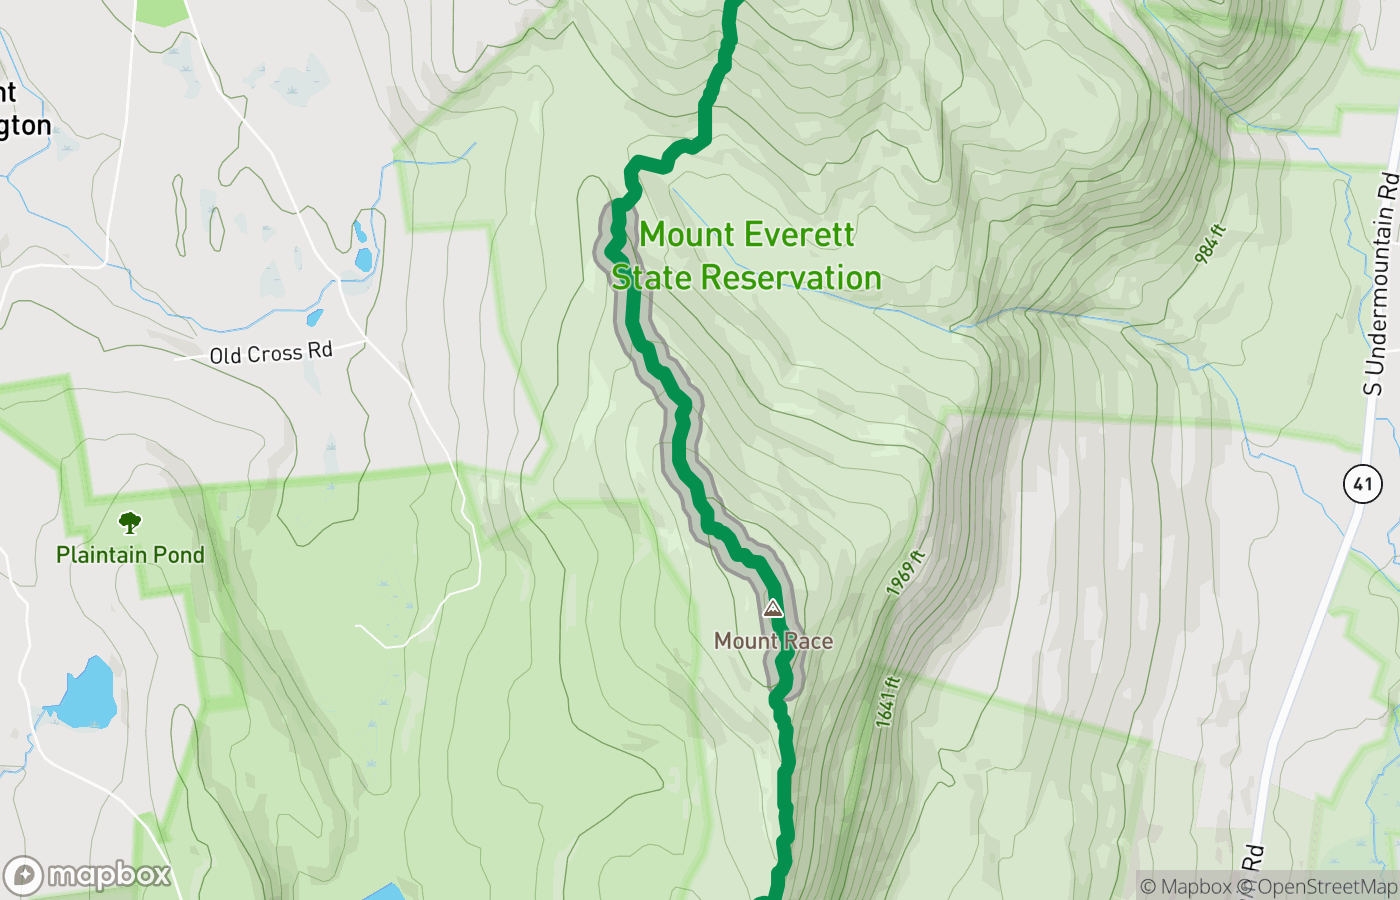 nt
gton
Mount Everett
State Reservation
984 ft
S Undermountain Rd
Old Cross Rd
41
Plaintain Pond
1969 ft
Mount Race
1641 ft
Rd
mapbox
© Mapbox © OpenStreetMap